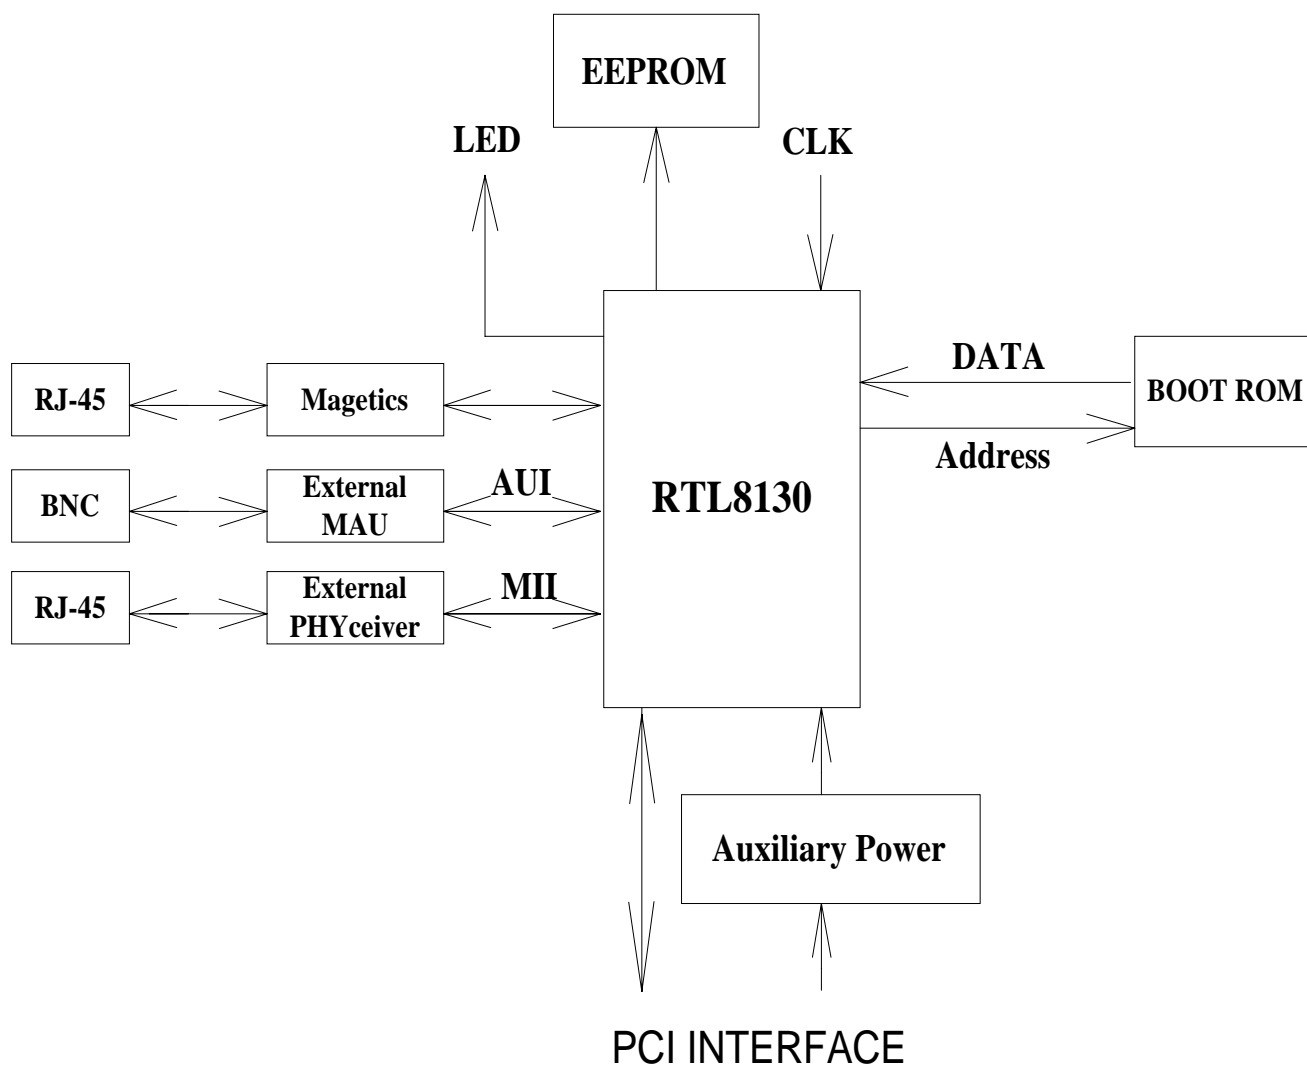 EEPROM
LED
CLK
DATA
BOOT ROM
Address
RJ-45
Magetics
RTL8130
BNC
External
MAU
AUI
RJ-45
External
PHYceiver
MII
Auxiliary Power
PCI INTERFACE